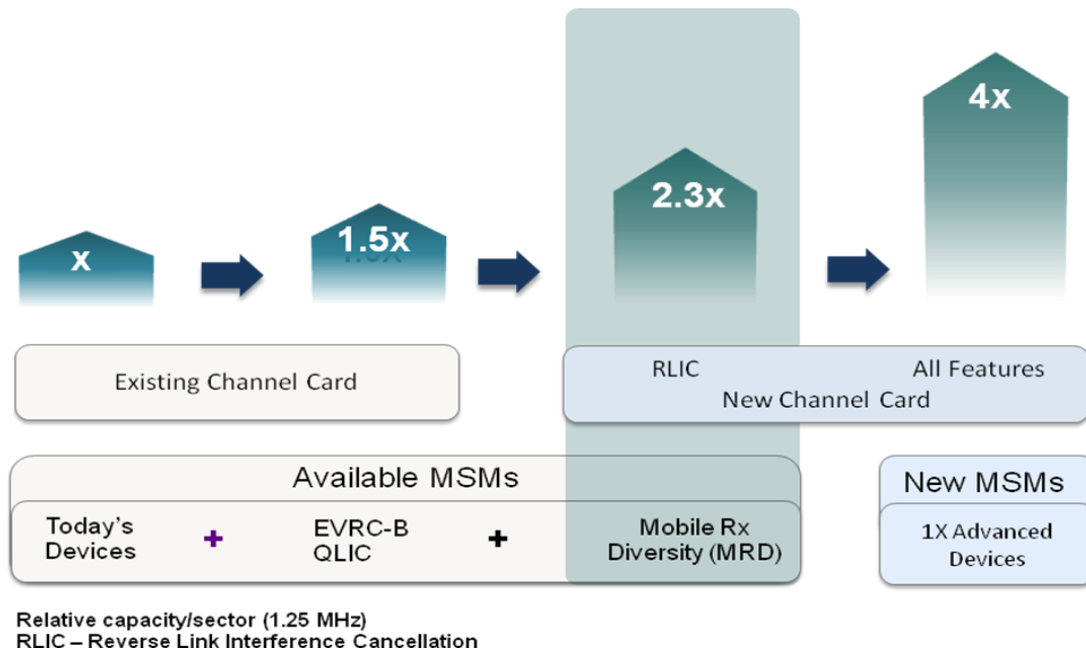 x
1.5x
2.3x
4x
Existing Channel Card
RLIC
All Features
New Channel Card
Available MSMs
New MSMs
Today's
Devices
+
EVRC-B
QLIC
+
Mobile Rx
Diversity (MRD)
1X Advanced
Devices
Relative capacity/sector (1.25 MHz)
RLIC – Reverse Link Interference Cancellation